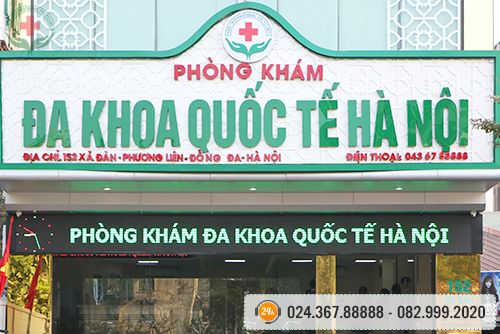 PHÒNG KHÁM
ĐA KHOA QUỐC TẾ HÀ NỘI
ĐỊA CHỈ: 152 XÃ ĐÀN - PHƯƠNG LIÊN - ĐỐNG ĐA - HÀ NỘI ĐIỆN THOẠI: 043 67 88888
PHÒNG KHÁM ĐA KHOA QUỐC TẾ HÀ NỘI
152
24h 024.367.88888 - 082.999.2020